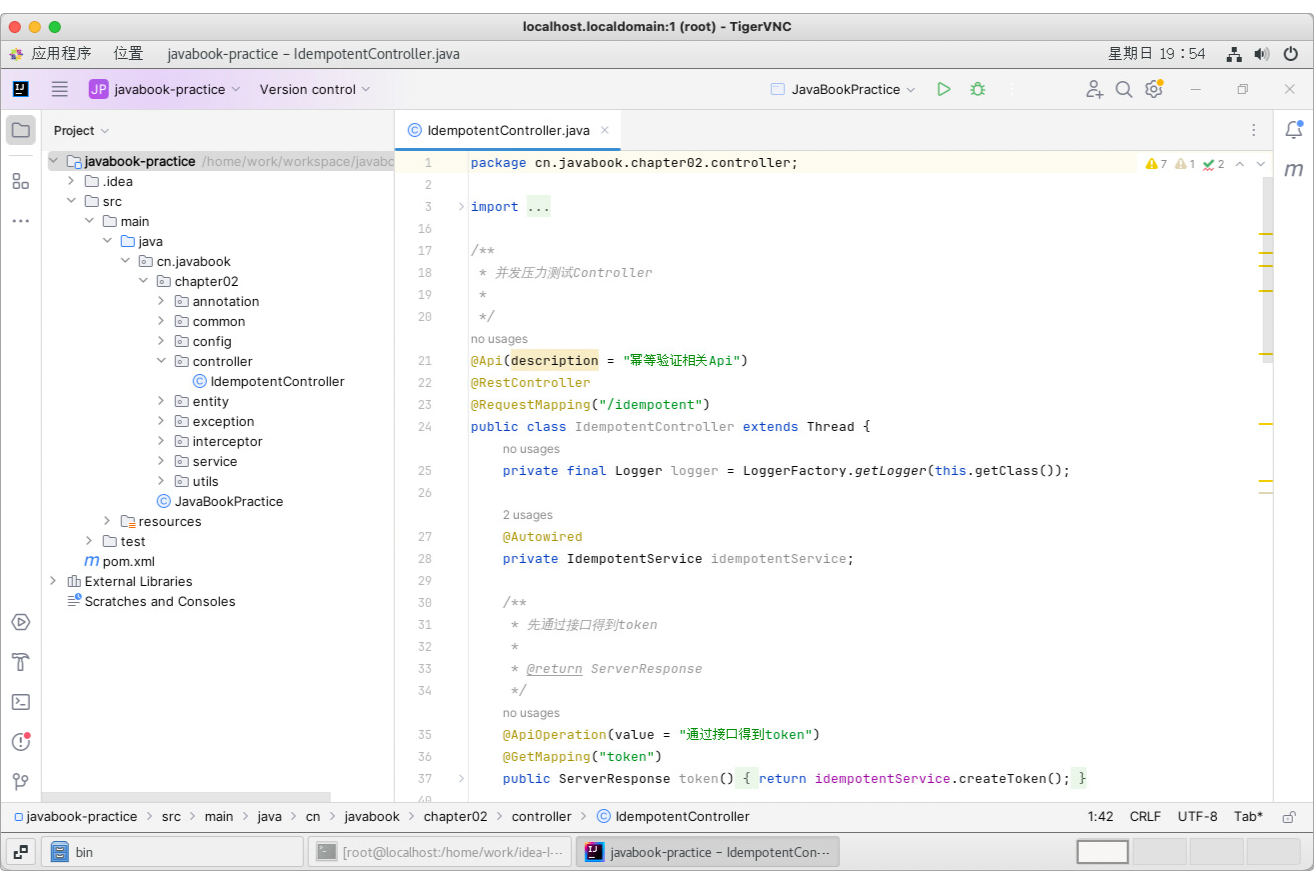 localhost.localdomain:1 (root) - TigerVNC
应用程序 位置 javabook-practice – IdempotentController.java 星期日 19：54
JP javabook-practice Version control JavaBookPractice
Project
IdempotentController.java
javabook-practice /home/work/workspace/javabo
.idea
src
main
java
cn.javabook
chapter02
annotation
common
config
controller
IdempotentController
entity
exception
interceptor
service
utils
JavaBookPractice
resources
test
pom.xml
External Libraries
Scratches and Consoles
7 1 2
1 package cn.javabook.chapter02.controller;
2
3 import ...
16
17 /**
18 * 并发压力测试Controller
19 *
20 */
no usages
21 @Api(description = "幂等验证相关Api")
22 @RestController
23 @RequestMapping("/idempotent")
24 public class IdempotentController extends Thread {
no usages
25 private final Logger logger = LoggerFactory.getLogger(this.getClass());
26
2 usages
27 @Autowired
28 private IdempotentService idempotentService;
29
30 /**
31 * 先通过接口得到token
32 *
33 * @return ServerResponse
34 */
no usages
35 @ApiOperation(value = "通过接口得到token")
36 @GetMapping("token")
37 public ServerResponse token() { return idempotentService.createToken(); }
40
javabook-practice > src > main > java > cn > javabook > chapter02 > controller > IdempotentController 1:42 CRLF UTF-8 Tab*
bin [root@localhost:/home/work/idea-I··· javabook-practice – IdempotentCon···